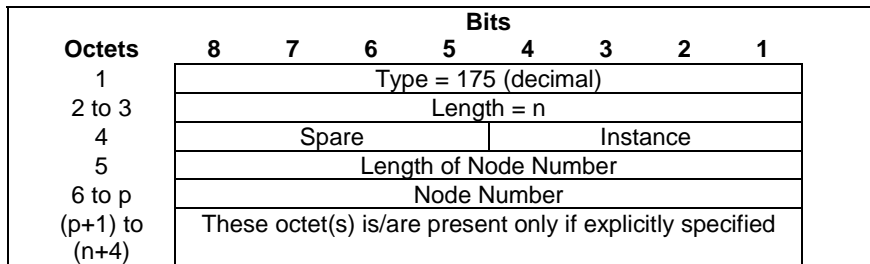 Bits
Octets 8 7 6 5 4 3 2 1
1 Type = 175 (decimal)
2 to 3 Length = n
4 Spare Instance
5 Length of Node Number
6 to p Node Number
(p+1) to These octet(s) is/are present only if explicitly specified
(n+4)